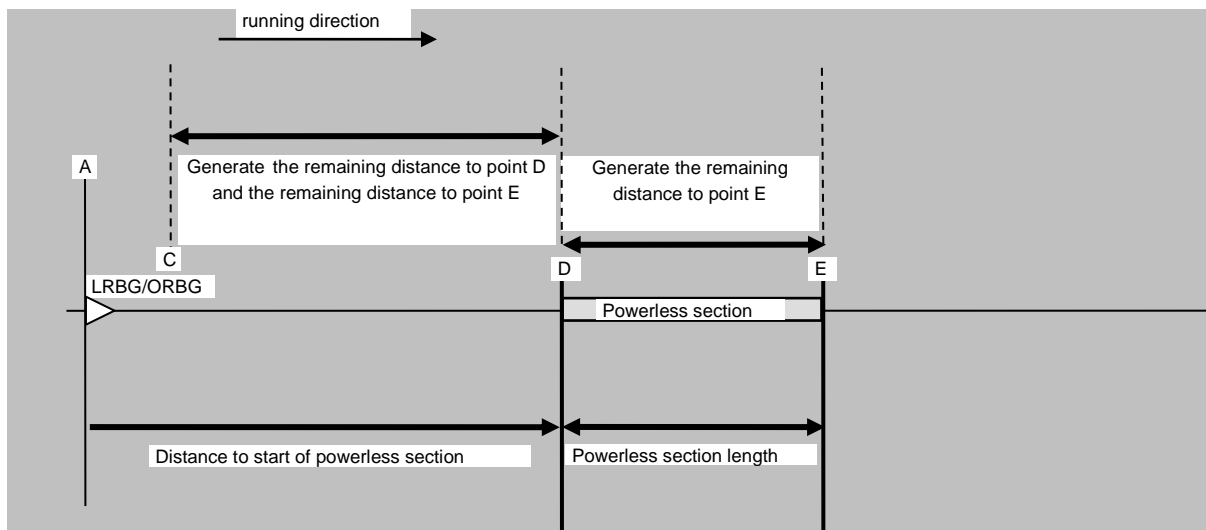 running direction
A
Generate the remaining distance to point D
and the remaining distance to point E
Generate the remaining
distance to point E
C
D
E
LRBG/ORBG
Powerless section
Distance to start of powerless section
Powerless section length